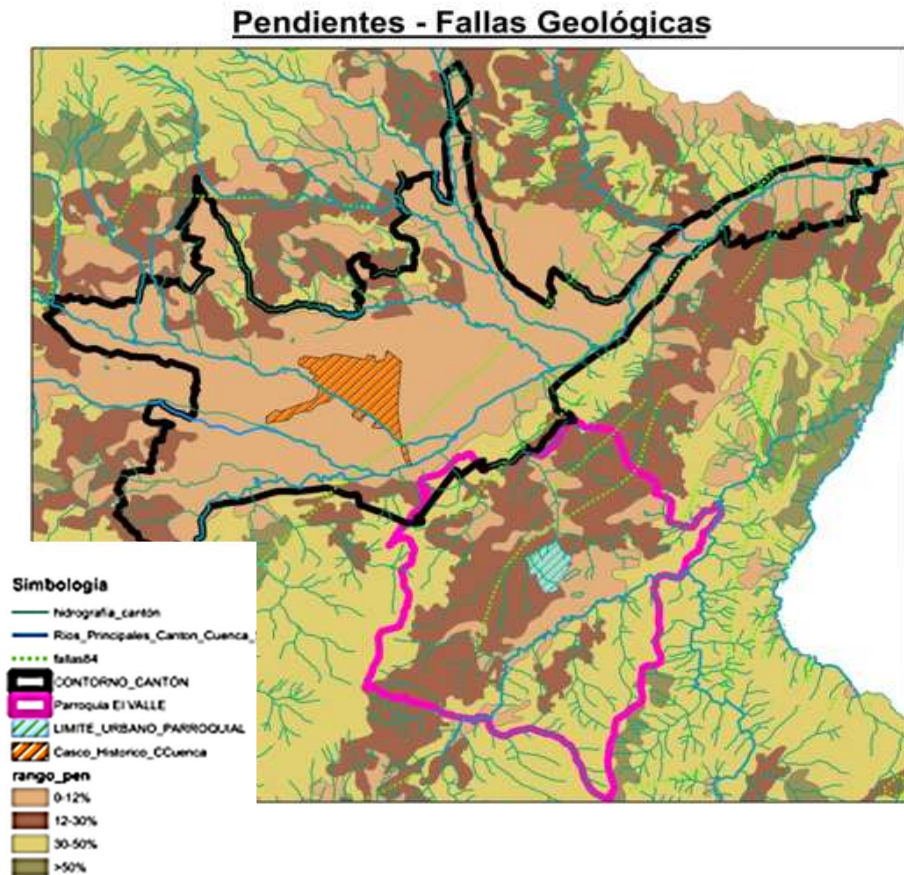 Pendientes - Fallas Geológicas
Simbologia
hidrografia_cantón
Rios_Principales_Canton_Cuenca_
fallas84
CONTORNO_CANTÓN
Parroquia El VALLE
LIMITE_URBANO_PARROQUIAL
Casco_Historico_CCuenca
rango_pen
0-12%
12-30%
30-50%
>50%